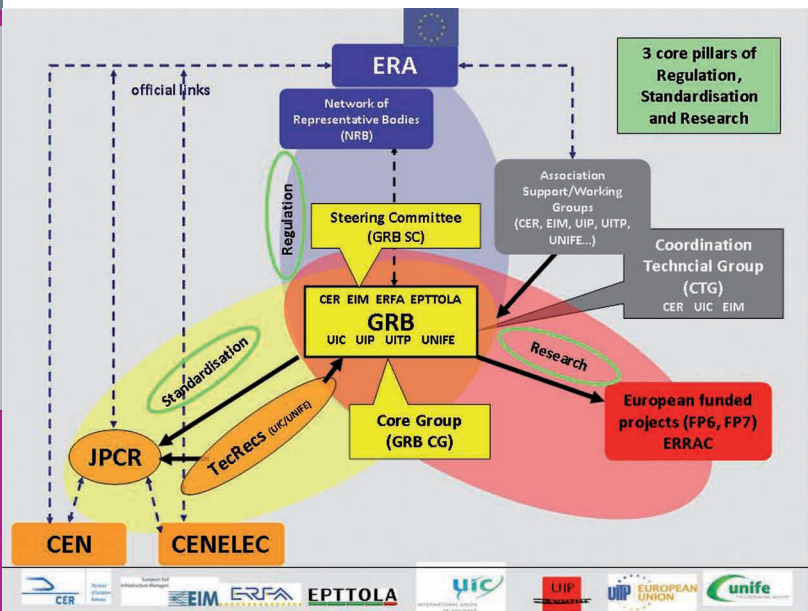 ERA
3 core pillars of
Regulation,
Standardisation
and Research
official links
Network of
Representative Bodies
(NRB)
Association
Support/Working
Groups
(CER, EIM, UIP, UITP,
UNIFE...)
Regulation
Steering Committee
(GRB SC)
Coordination
Techncial Group
(CTG)
CER UIC EIM
CER EIM ERFA EPTTOLA
GRB
UIC UIP UITP UNIFE
Standardisation
Research
TecRecs (UIC/UNIFE)
Core Group
(GRB CG)
European funded
projects (FP6, FP7)
ERRAC
JPCR
CEN
CENELEC
CER
EIM
ERFA
EPTTOLA
uic
UIP
UIP EUROPEAN
UNION
unife